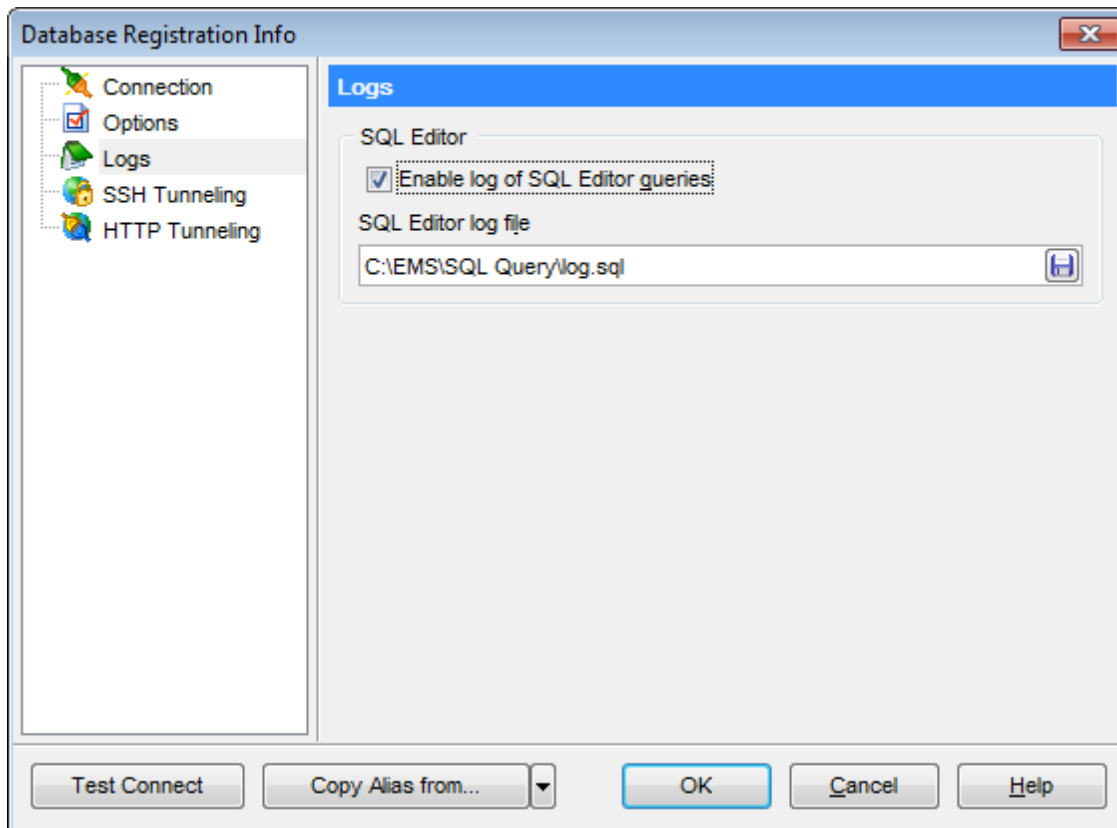 Database Registration Info
Connection
Options
Logs
SSH Tunneling
HTTP Tunneling
Logs
SQL Editor
Enable log of SQL Editor queries
SQL Editor log file
C:\EMS\SQL Query\log.sql
Test Connect
Copy Alias from...
OK
Cancel
Help